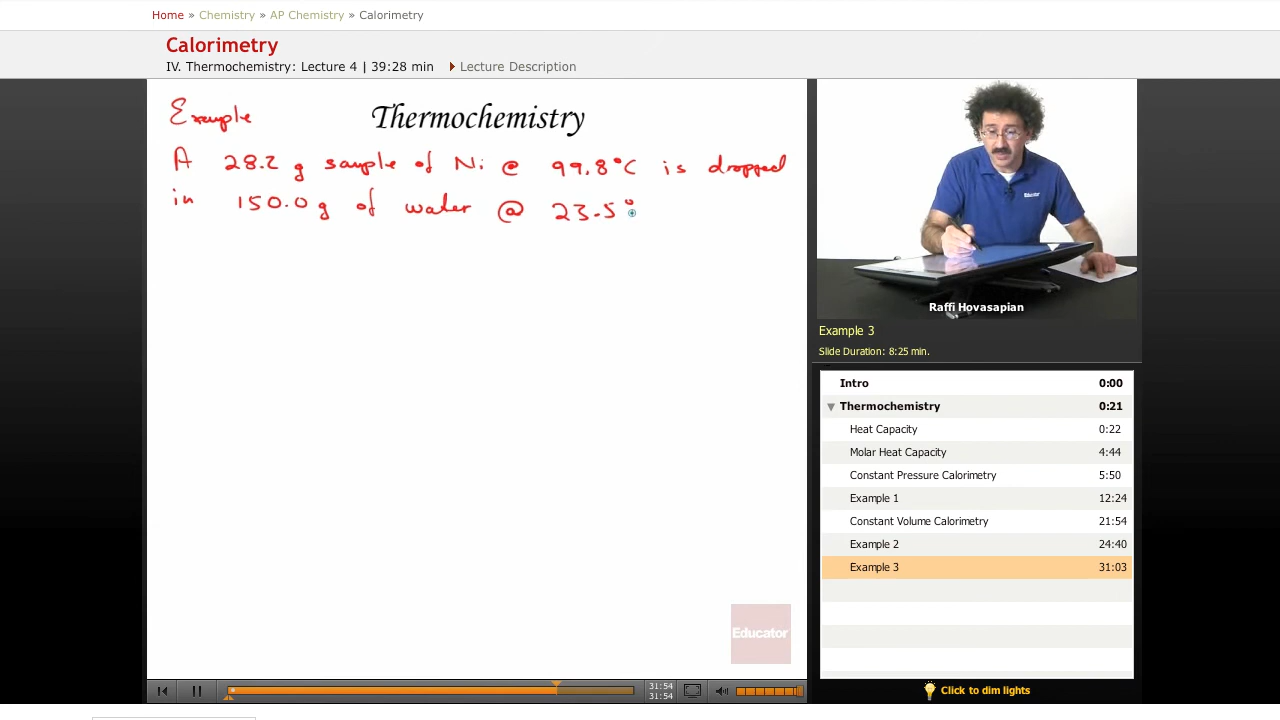 Home » Chemistry » AP Chemistry » Calorimetry
Calorimetry
IV. Thermochemistry: Lecture 4 | 39:28 min
Lecture Description
Example
Thermochemistry
A 28.2 g sample of Ni @ 99.8°C is dropped
in 150.0 g of water @ 23.5°
Educator
Raffi Hovasapian
Example 3
Slide Duration: 8:25 min.
Intro 0:00
Thermochemistry 0:21
Heat Capacity 0:22
Molar Heat Capacity 4:44
Constant Pressure Calorimetry 5:50
Example 1 12:24
Constant Volume Calorimetry 21:54
Example 2 24:40
Example 3 31:03
31:54
31:54
Click to dim lights